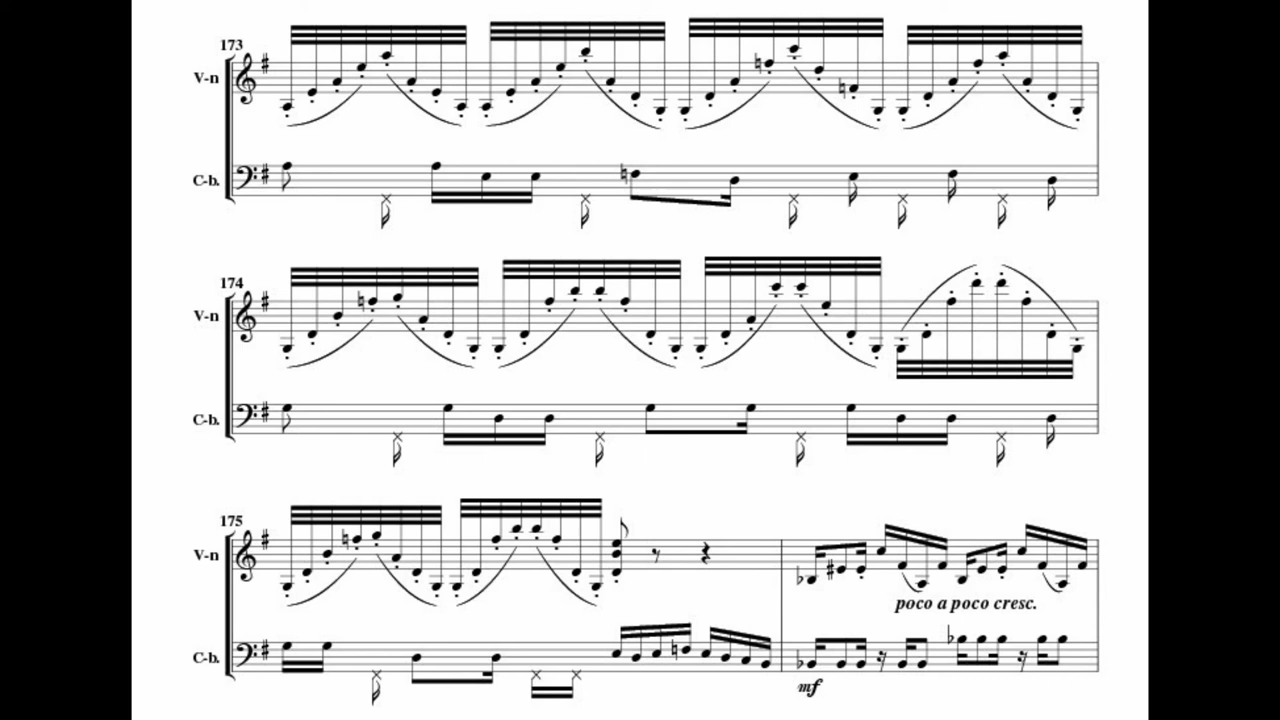 173
V-n
C-b.
174
V-n
C-b.
175
V-n
poco a poco cresc.
C-b.
mf